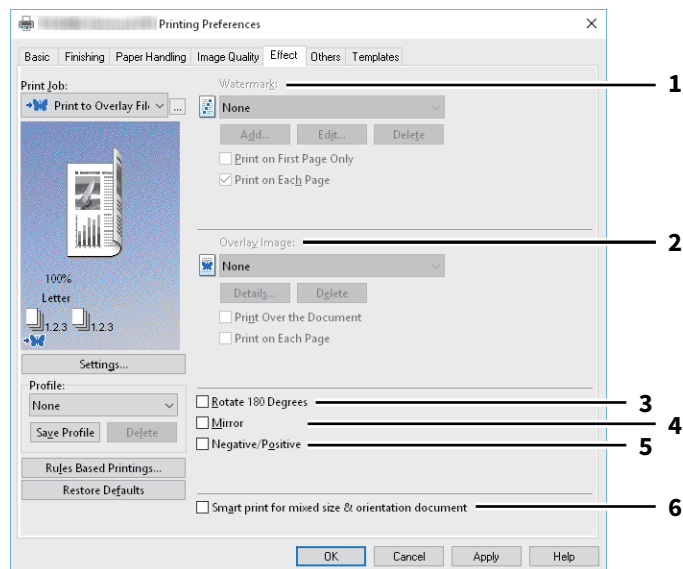 Printing Preferences
Basic Finishing Paper Handling Image Quality Effect Others Templates
Print Job:
Print to Overlay File
...
100%
Letter
1.2.3 1.2.3
Settings...
Profile:
None
Save Profile Delete
Rules Based Printings...
Restore Defaults
Watermark: 1
None
Add... Edit... Delete
Print on First Page Only
Print on Each Page
Overlay Image: 2
None
Details... Delete
Print Over the Document
Print on Each Page
Rotate 180 Degrees 3
Mirror 4
Negative/Positive 5
Smart print for mixed size & orientation document 6
OK Cancel Apply Help